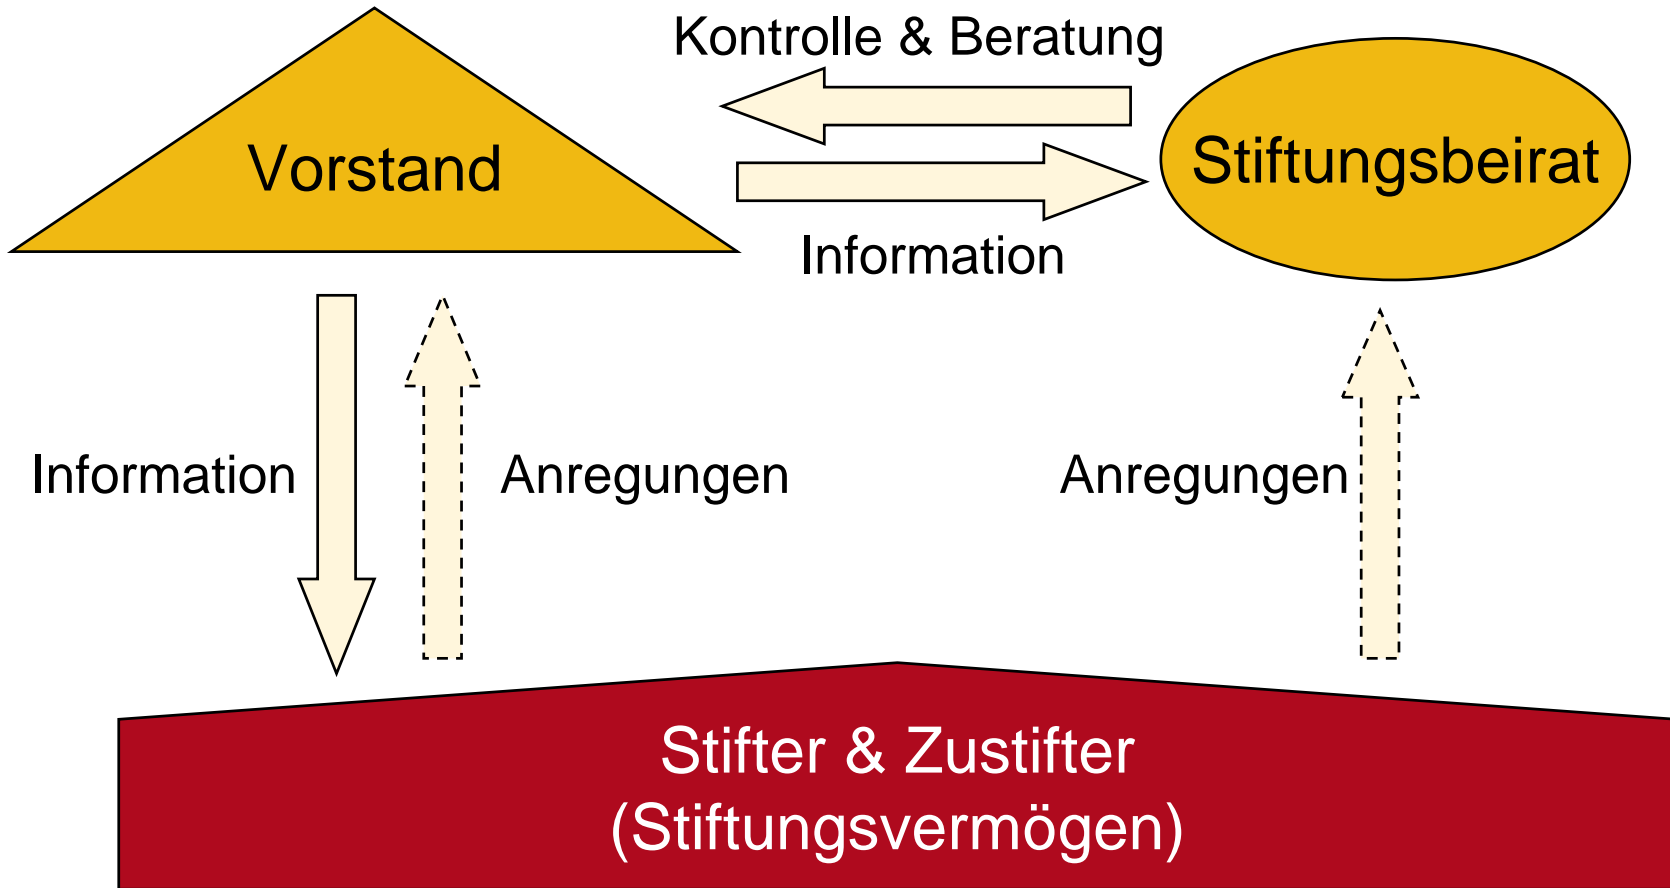 Kontrolle & Beratung
Vorstand
Stiftungsbeirat
Information
Information
Anregungen
Anregungen
Stifter & Zustifter
(Stiftungsvermögen)